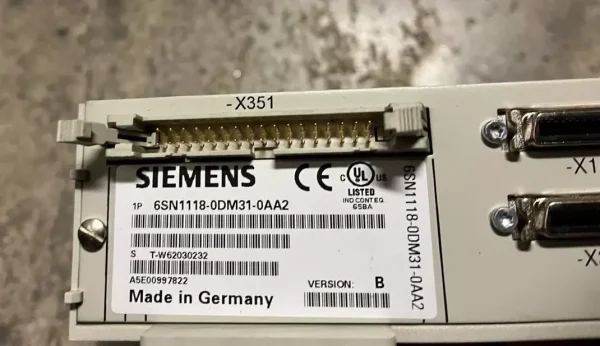 -X351
SIEMENS
CE
C UL US
LISTED
IND CONT EQ
65BA
1P 6SN1118-0DM31-0AA2
S T-W62030232
A5E00997822
VERSION: B
Made in Germany
6SN1118-0DM31-0AA2
-X1